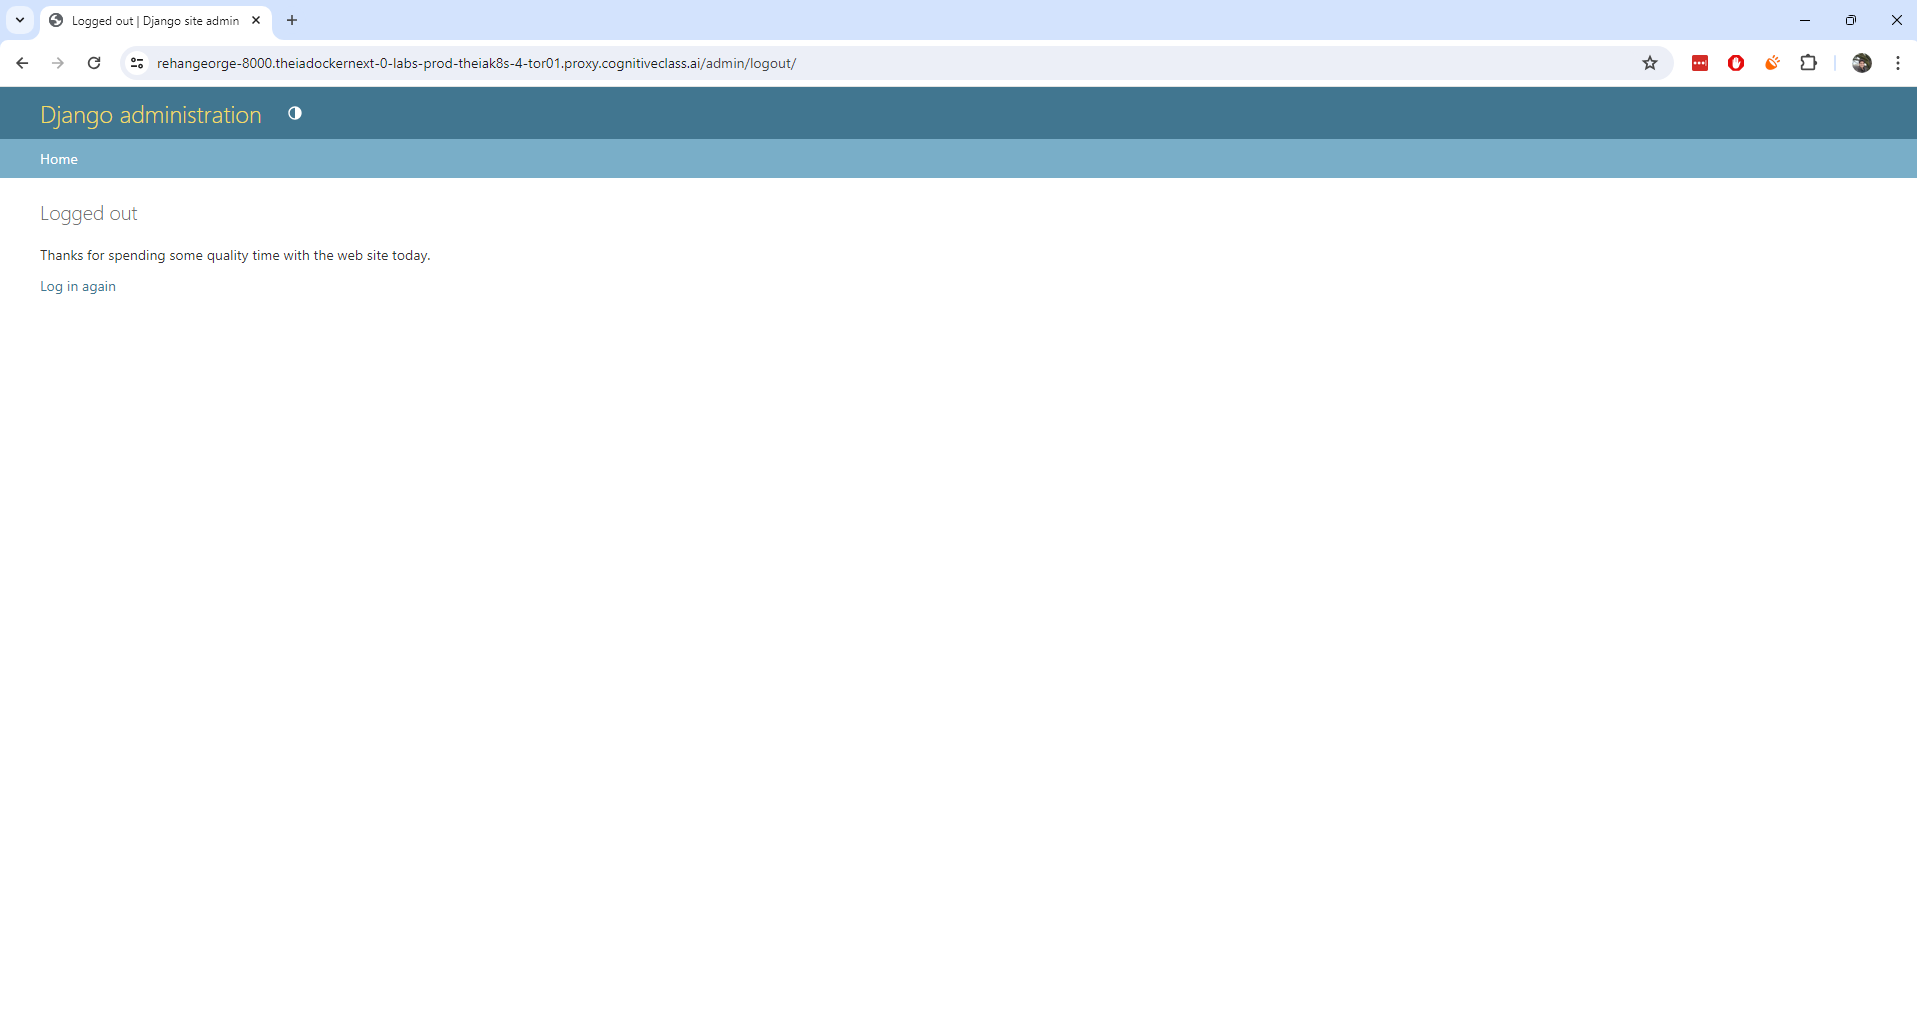 Logged out | Django site admin
rehangeorge-8000.theiadockernext-0-labs-prod-theiak8s-4-tor01.proxy.cognitiveclass.ai/admin/logout/
Django administration
Home
Logged out
Thanks for spending some quality time with the web site today.
Log in again